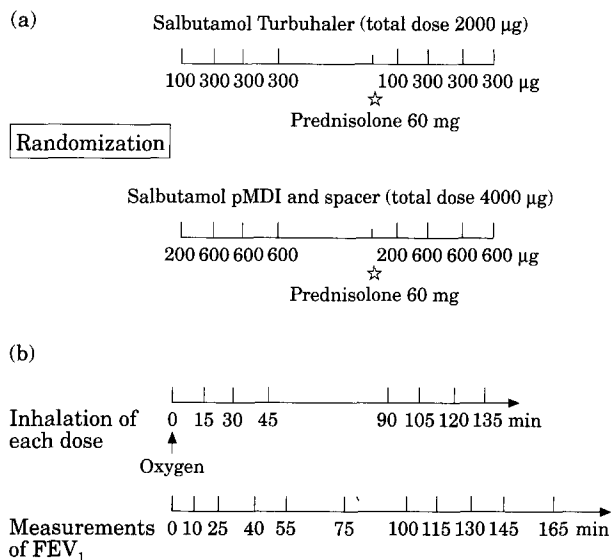 (a)
Salbutamol Turbuhaler (total dose 2000 μg)
100 300 300 300 100 300 300 300 μg
Prednisolone 60 mg
Randomization
Salbutamol pMDI and spacer (total dose 4000 μg)
200 600 600 600 200 600 600 600 μg
Prednisolone 60 mg
(b)
Inhalation of 0 15 30 45 90 105 120 135 min
each dose
Oxygen
Measurements 0 10 25 40 55 75 100 115 130 145 165 min
of FEV₁